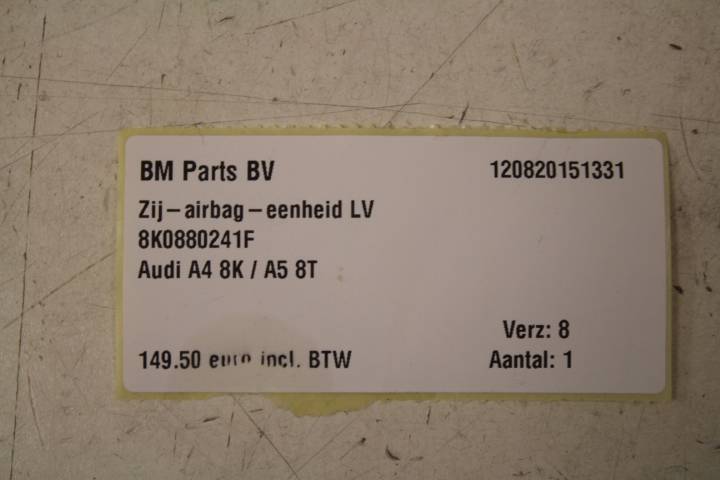 BM Parts BV 120820151331
Zij-airbag-eenheid LV
8K0880241F
Audi A4 8K / A5 8T
Verz: 8
149.50 euro incl. BTW Aantal: 1